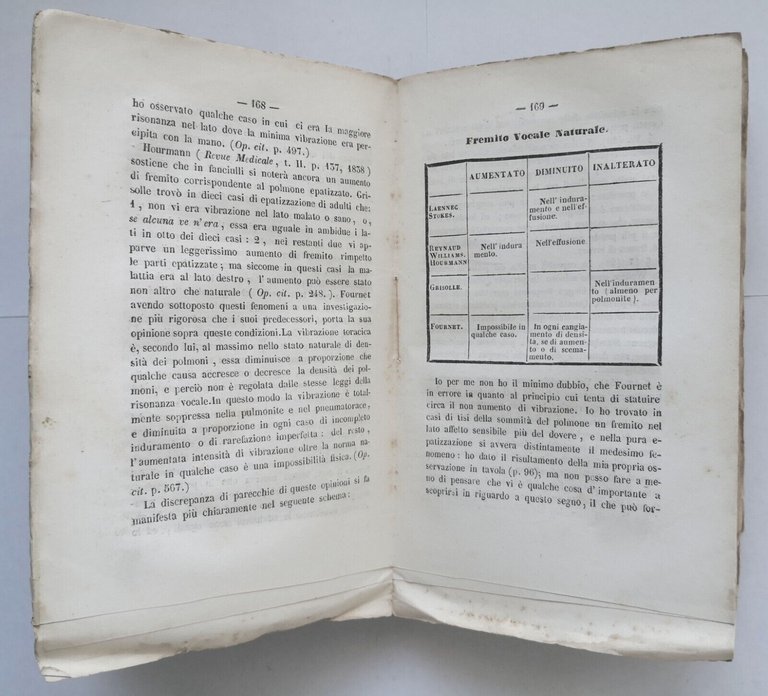 — 168 —
ho osservato qualche caso in cui ci era la maggiore
risonanza nel lato dove la minima vibrazione era per-
cipita con la mano. (Op. cit. p. 497.)
Hourmann ( Revue Medicale, t. II. p. 137, 1838 )
sostiene che in fanciulli si noterà ancora un aumento
di fremito corrispondente al polmone epatizzato. Gri-
solle trovò in dieci casi di epatizzazione di adulti che:
1 , non vi era vibrazione nel lato malato o sano , o,
se alcuna ve n'era, essa era uguale in ambidue i la-
ti in otto dei dieci casi : 2 , nei restanti due vi ap-
parve un leggerissimo aumento di fremito rimpetto
le parti epatizzate ; ma siccome in questi casi la ma-
lattia era al lato destro , l' aumento può essere stato
non altro che naturale ( Op. cit. p. 248. ). Fournet
avendo sottoposto questi fenomeni a una investigazio-
ne più rigorosa che i suoi predecessori, porta la sua
opinione sopra queste condizioni.La vibrazione toracica
è, secondo lui, al massimo nello stato naturale di den-
sità dei polmoni , essa diminuisce a proporzione che
qualche causa accresce o decresce la densità dei pol-
moni, e perciò non è regolata dalle stesse leggi della
risonanza vocale.In questo modo la vibrazione è total-
mente soppressa nella pulmonite e nel pneumatorace,
e diminuita a proporzione in ogni caso di incompleto
induramento o di rarefazione imperfetta : del resto,
l'aumentata intensità di vibrazione oltre la norma na-
turale in qualche caso è una impossibilità fisica. (Op.
cit. p. 367.)
La discrepanza di parecchie di queste opinioni si fa
manifesta più chiaramente nel seguente schema:
— 169 —
Fremito Vocale Naturale.
AUMENTATO DIMINUITO INALTERATO
LAENNEC
STOKES.
Nell' indura-
mento e nell'ef-
fusione.
REYNAUD
WILLIAMS.
HOURMANN
Nell' indura
mento.
Nell'effusione
GRISOLLE.
Nell'induramen
to ( almeno per
polmonite ).
FOURNET.
Impossibile in
qualche caso.
In ogni cangia-
mento di densi-
tà, se di aumen-
to o di scema-
mento.
Io per me non ho il minimo dubbio, che Fournet è
in errore in quanto al principio cui tenta di statuire
circa il non aumento di vibrazione. Io ho trovato in
casi di tisi della sommità del polmone un fremito nel
lato affetto sensibile più del dovere , e nella pura e-
patizzazione si avvera distintamente il medesimo fe-
nomeno : ho dato il risultamento della mia propria os-
servazione in tavola (p. 96); ma non posso fare a me-
no di pensare che vi è qualche cosa d' importante a
scoprirsi in riguardo a questo segno, il che può for-